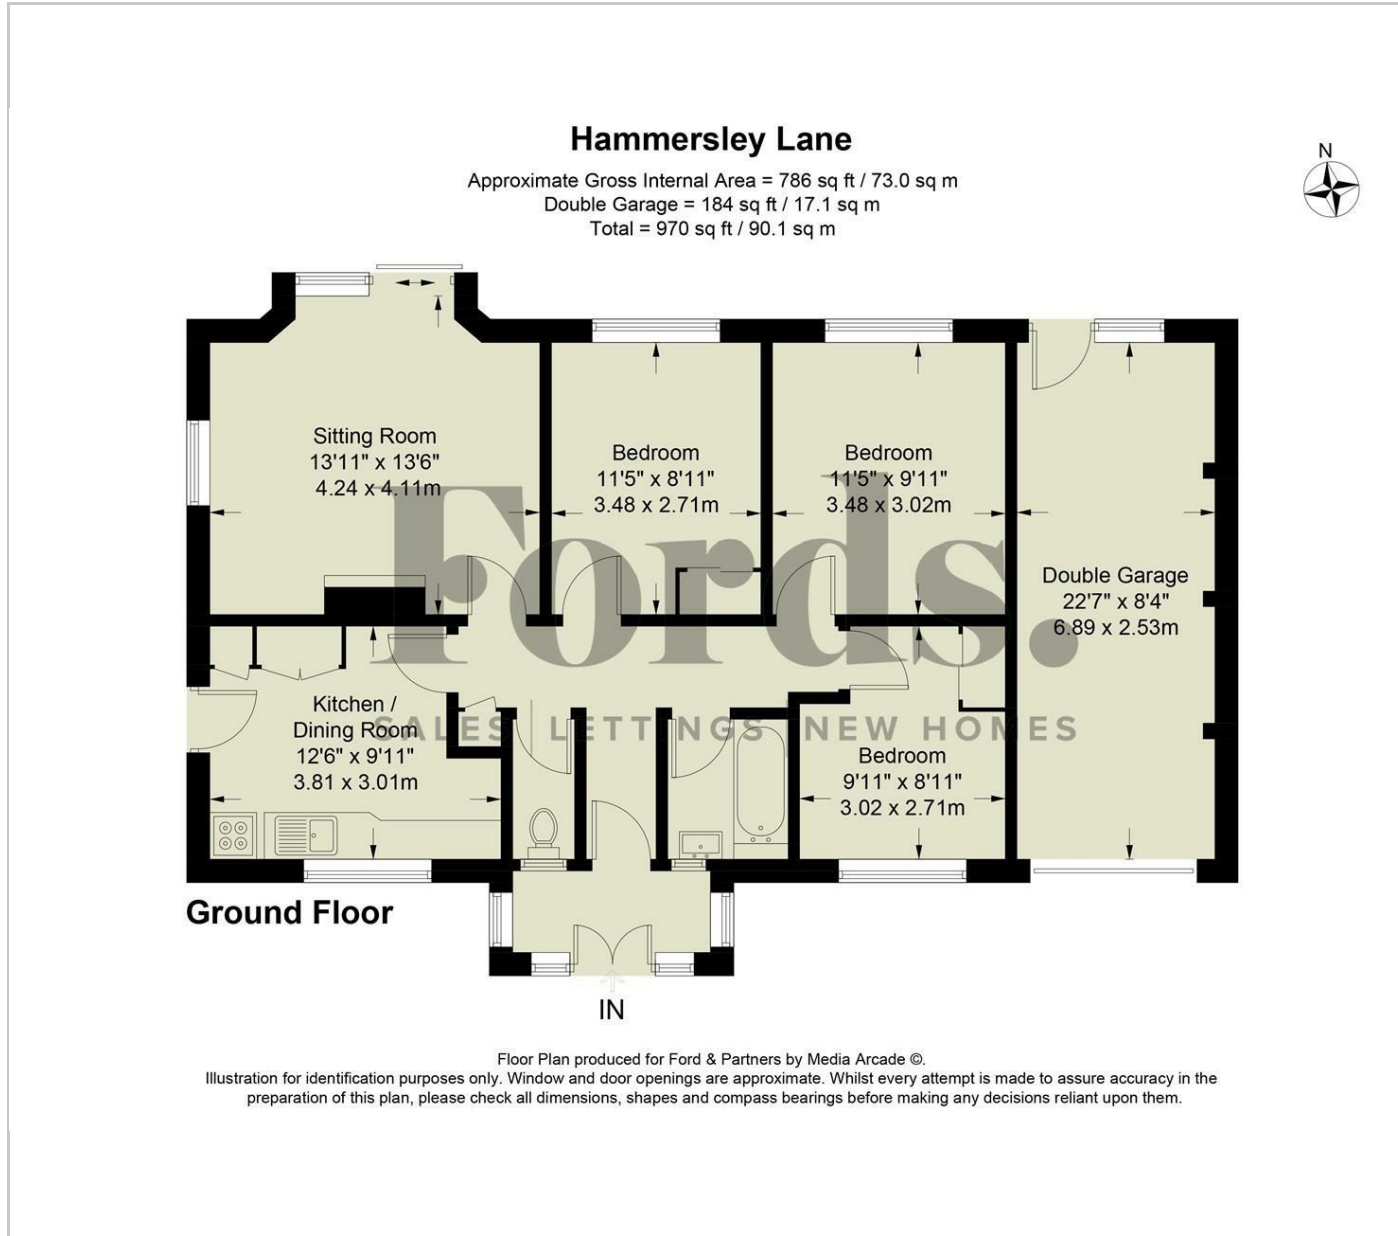 Hammersley Lane
Approximate Gross Internal Area = 786 sq ft / 73.0 sq m
Double Garage = 184 sq ft / 17.1 sq m
Total = 970 sq ft / 90.1 sq m
N
Sitting Room
13'11" x 13'6"
4.24 x 4.11m
Bedroom
11'5" x 8'11"
3.48 x 2.71m
Bedroom
11'5" x 9'11"
3.48 x 3.02m
Double Garage
22'7" x 8'4"
6.89 x 2.53m
Fords.
SALES | LETTINGS | NEW HOMES
Kitchen /
Dining Room
12'6" x 9'11"
3.81 x 3.01m
Bedroom
9'11" x 8'11"
3.02 x 2.71m
Ground Floor
IN
Floor Plan produced for Ford & Partners by Media Arcade ©.
Illustration for identification purposes only. Window and door openings are approximate. Whilst every attempt is made to assure accuracy in the
preparation of this plan, please check all dimensions, shapes and compass bearings before making any decisions reliant upon them.